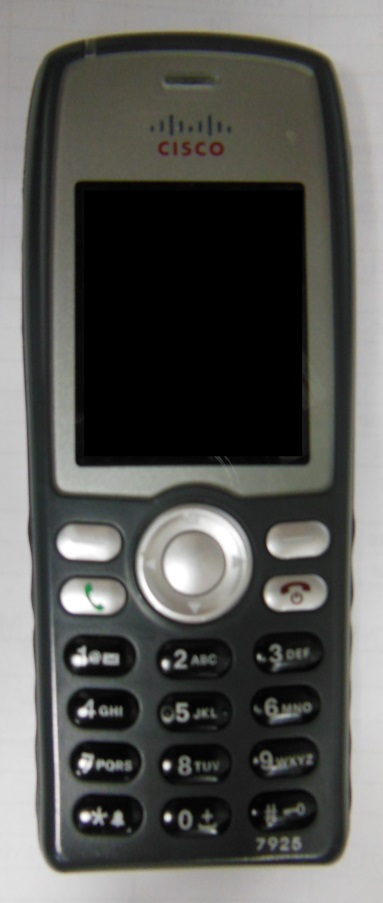 CISCO
1@
2 ABC
3 DEF
4 GHI
5 JKL
6 MNO
7 PQRS
8 TUV
9 WXYZ
*
0 +
#
7925